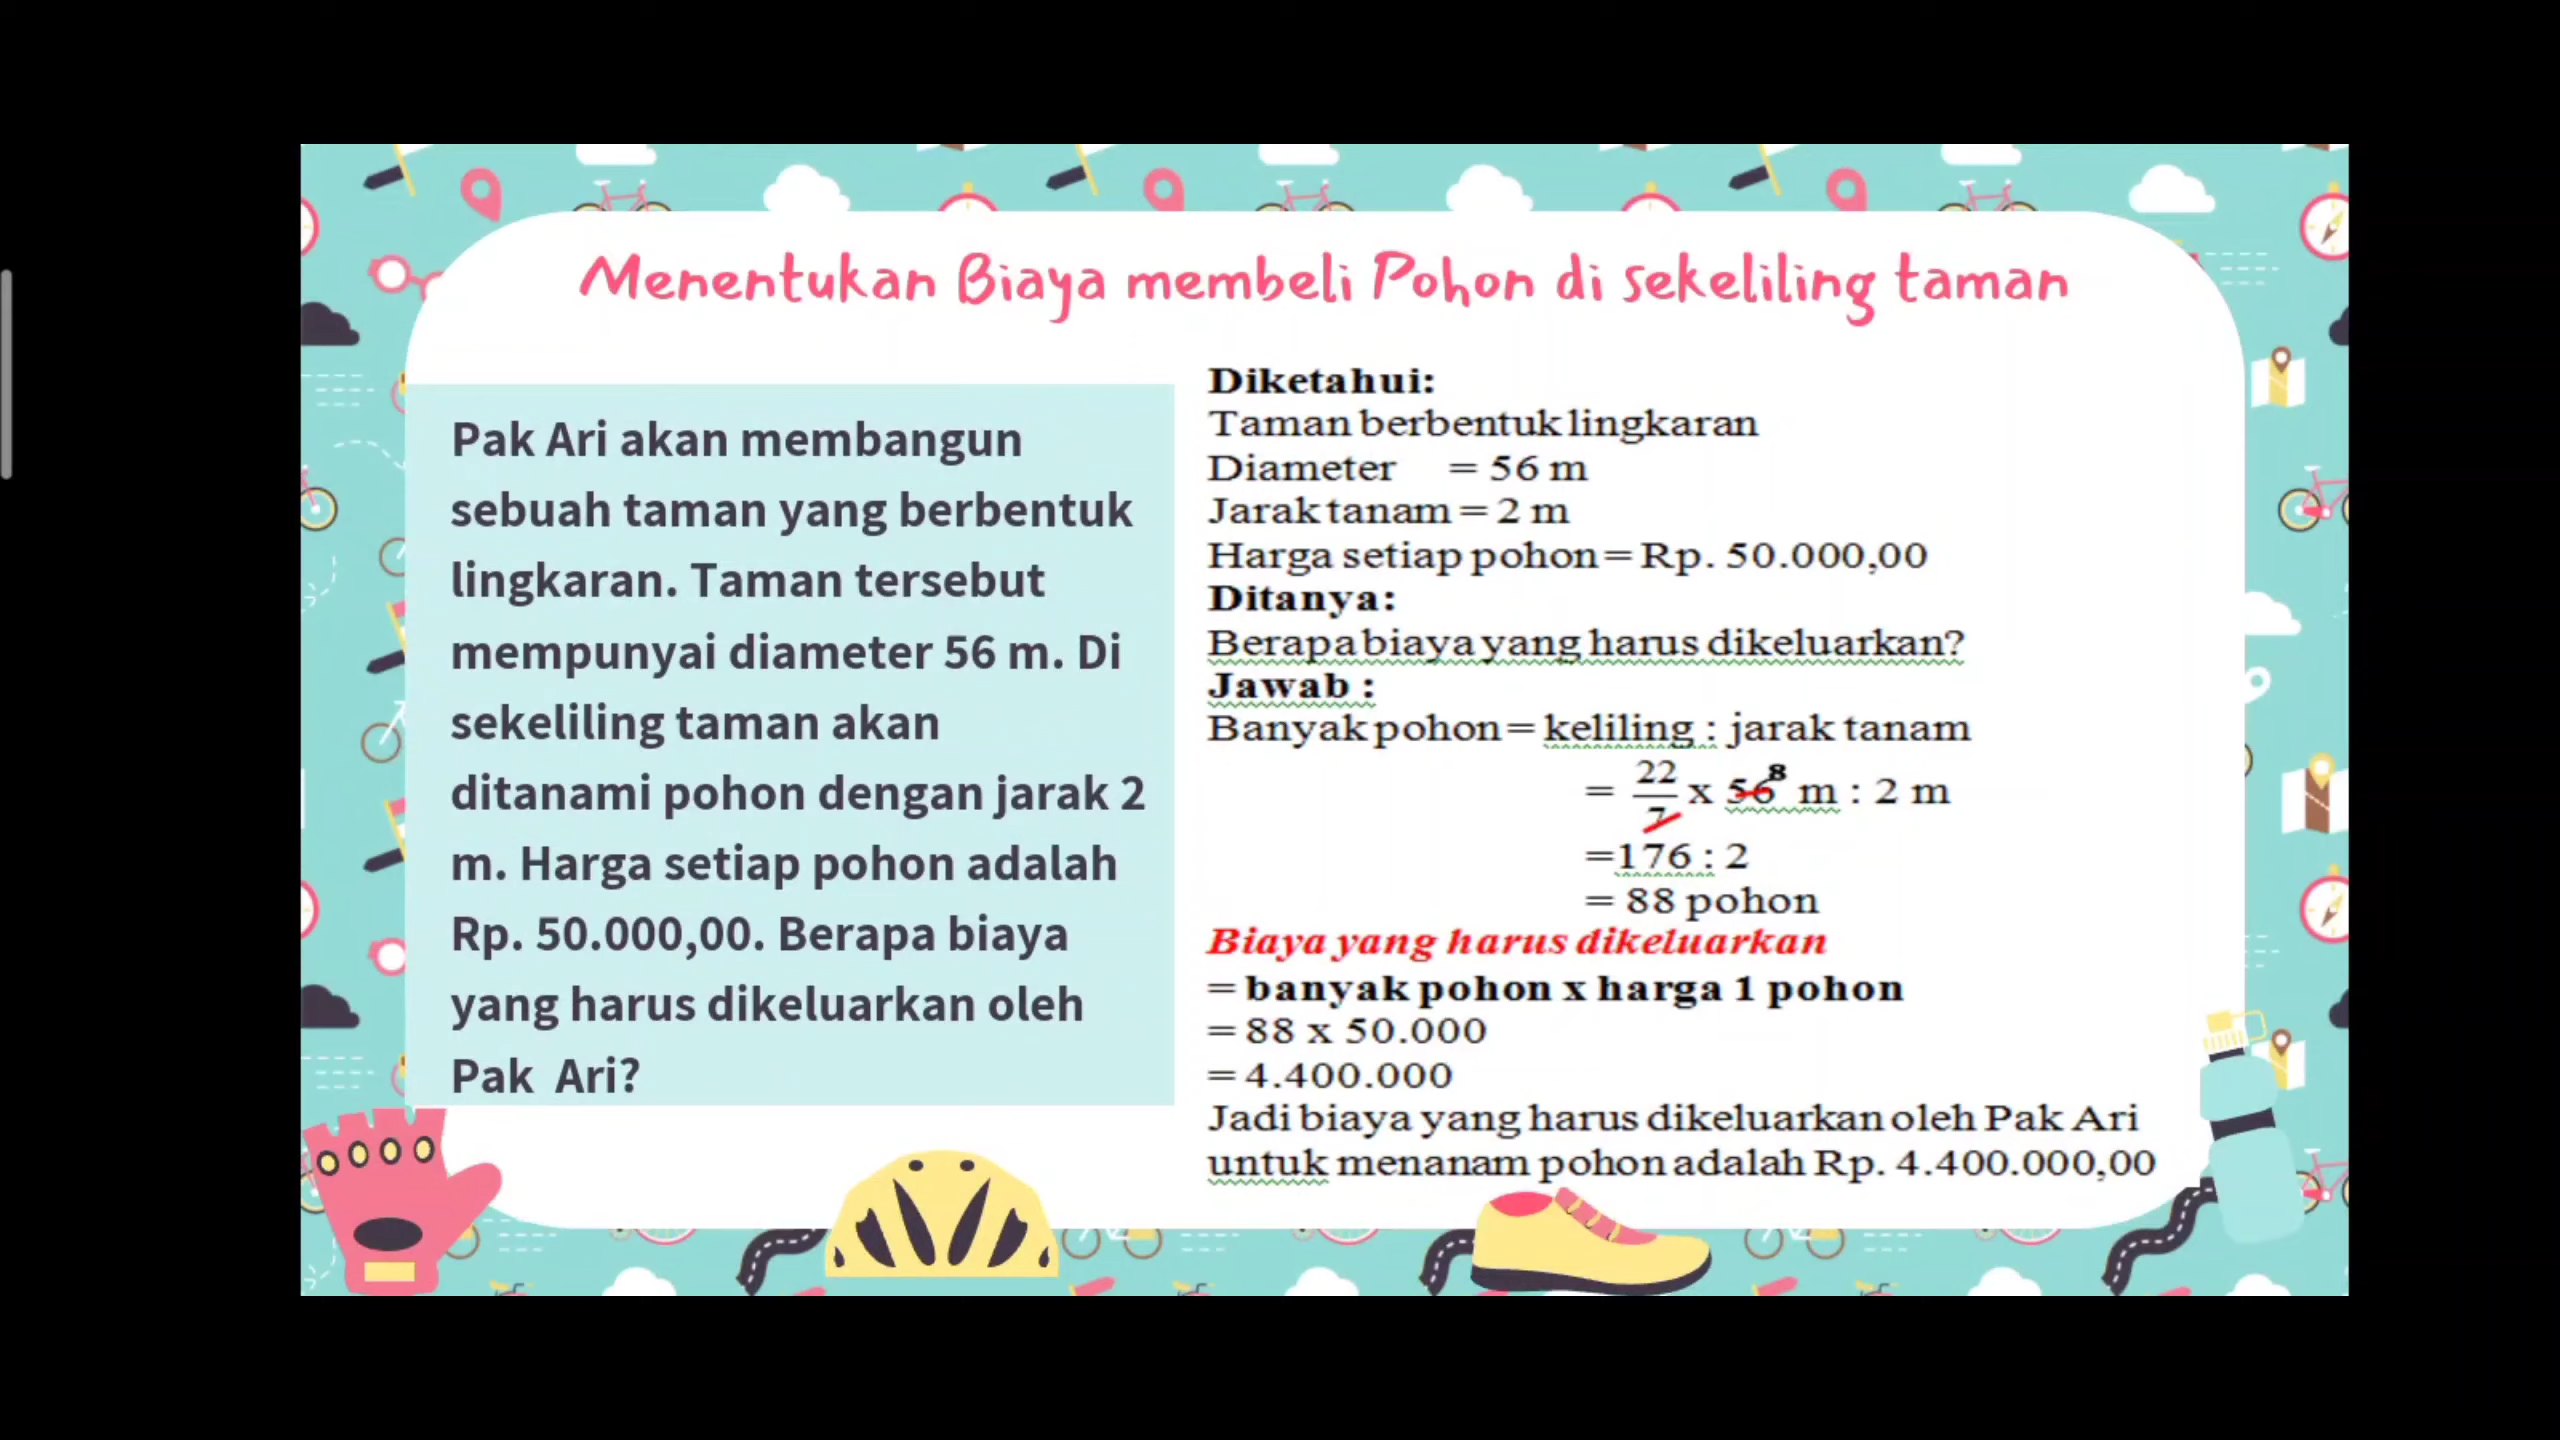 Menentukan Biaya membeli Pohon di sekeliling taman
Pak Ari akan membangun
sebuah taman yang berbentuk
lingkaran. Taman tersebut
mempunyai diameter 56 m. Di
sekeliling taman akan
ditanami pohon dengan jarak 2
m. Harga setiap pohon adalah
Rp. 50.000,00. Berapa biaya
yang harus dikeluarkan oleh
Pak Ari?
Diketahui:
Taman berbentuk lingkaran
Diameter = 56 m
Jarak tanam = 2 m
Harga setiap pohon = Rp. 50.000,00
Ditanya:
Berapa biaya yang harus dikeluarkan?
Jawab :
Banyak pohon = keliling : jarak tanam
= 22/7 x 56 8 m : 2 m
=176 : 2
= 88 pohon
Biaya yang harus dikeluarkan
= banyak pohon x harga 1 pohon
= 88 x 50.000
= 4.400.000
Jadi biaya yang harus dikeluarkan oleh Pak Ari
untuk menanam pohon adalah Rp. 4.400.000,00